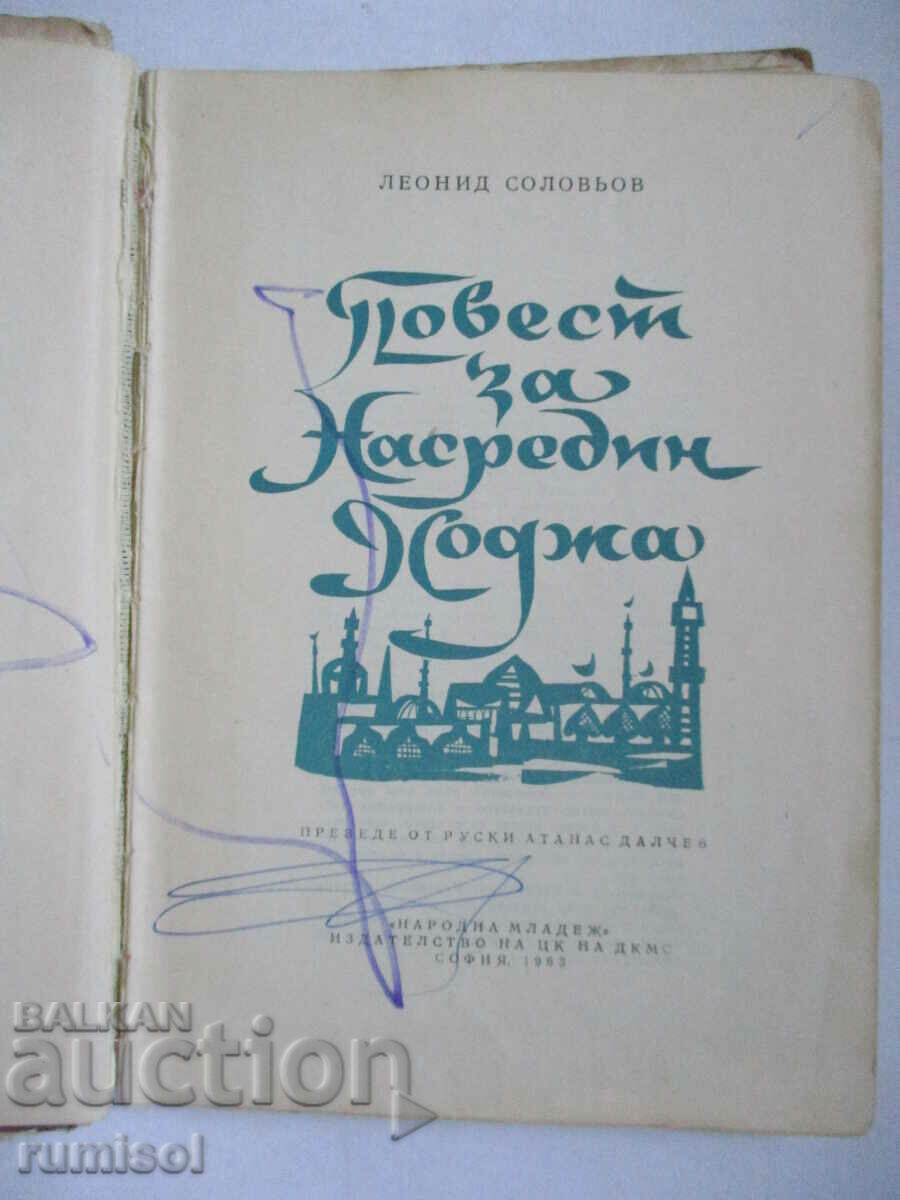 ЛЕОНИД СОЛОВЬОВ
Повест
за
Насредин
Ходжа
ПРЕВЕДЕ ОТ РУСКИ АТАНАС ДАЛЧЕВ
«НАРОДНА МЛАДЕЖ»
ИЗДАТЕЛСТВО НА ЦК НА ДКМС
СОФИЯ, 1963
BALKAN
auction
rumisol